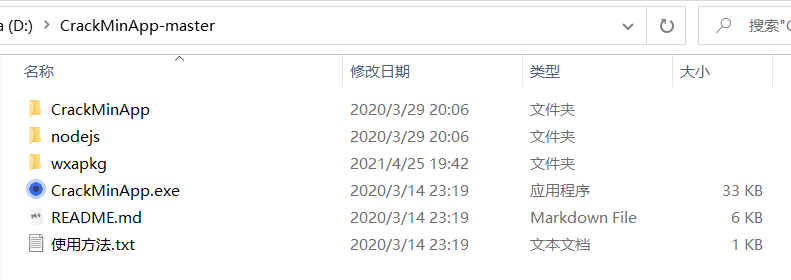 a (D:) > CrackMinApp-master 搜索"C
名称 修改日期 类型 大小
CrackMinApp 2020/3/29 20:06 文件夹
nodejs 2020/3/29 20:06 文件夹
wxapkg 2021/4/25 19:42 文件夹
CrackMinApp.exe 2020/3/14 23:19 应用程序 33 KB
README.md 2020/3/14 23:19 Markdown File 6 KB
使用方法.txt 2020/3/14 23:19 文本文档 1 KB